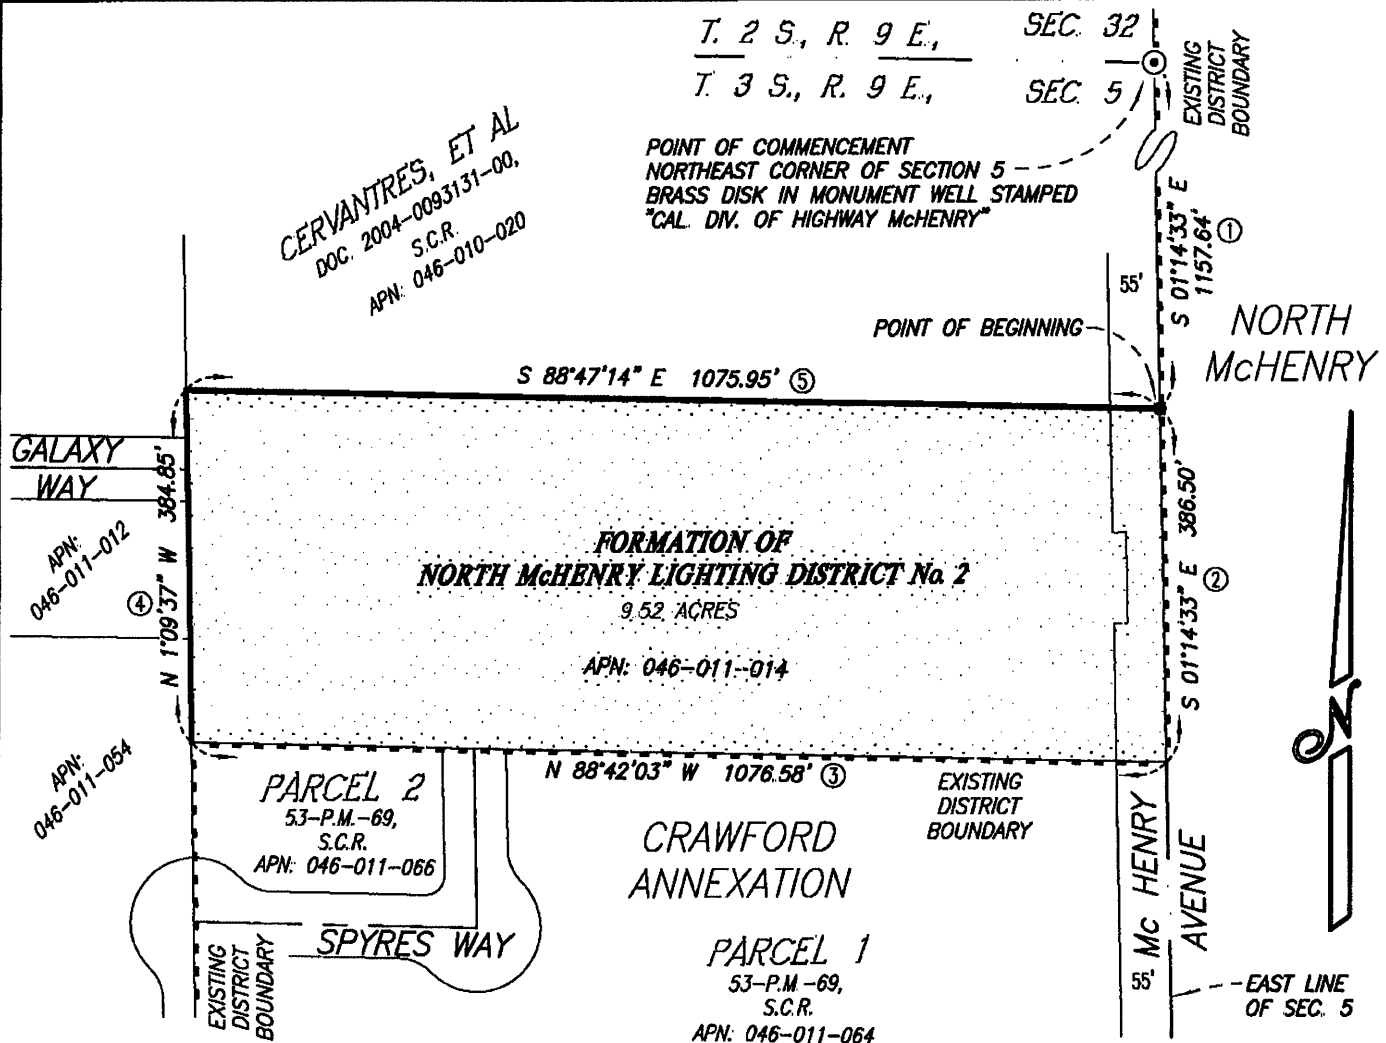 T. 2 S., R. 9 E., SEC. 32
T. 3 S., R. 9 E., SEC. 5
EXISTING
DISTRICT
BOUNDARY
POINT OF COMMENCEMENT
NORTHEAST CORNER OF SECTION 5
BRASS DISK IN MONUMENT WELL STAMPED
"CAL. DIV. OF HIGHWAY McHENRY"
CERVANTRES, ET AL
DOC. 2004-0093131-00,
S.C.R.
APN: 046-010-020
S 01°14'33" E
1157.64' ①
55'
POINT OF BEGINNING
NORTH
McHENRY
S 88°47'14" E 1075.95' ⑤
GALAXY
WAY
N 1°09'37" W 384.85'
④
APN:
046-011-012
FORMATION OF
NORTH McHENRY LIGHTING DISTRICT No. 2
9.52 ACRES
APN: 046-011-014
S 01°14'33" E 386.50'
②
N
APN:
046-011-054
N 88°42'03" W 1076.58' ③
EXISTING
DISTRICT
BOUNDARY
PARCEL 2
53-P.M.-69,
S.C.R.
APN: 046-011-066
CRAWFORD
ANNEXATION
Mc HENRY
AVENUE
SPYRES WAY
EXISTING
DISTRICT
BOUNDARY
PARCEL 1
53-P.M.-69,
S.C.R.
APN: 046-011-064
55'
EAST LINE
OF SEC. 5